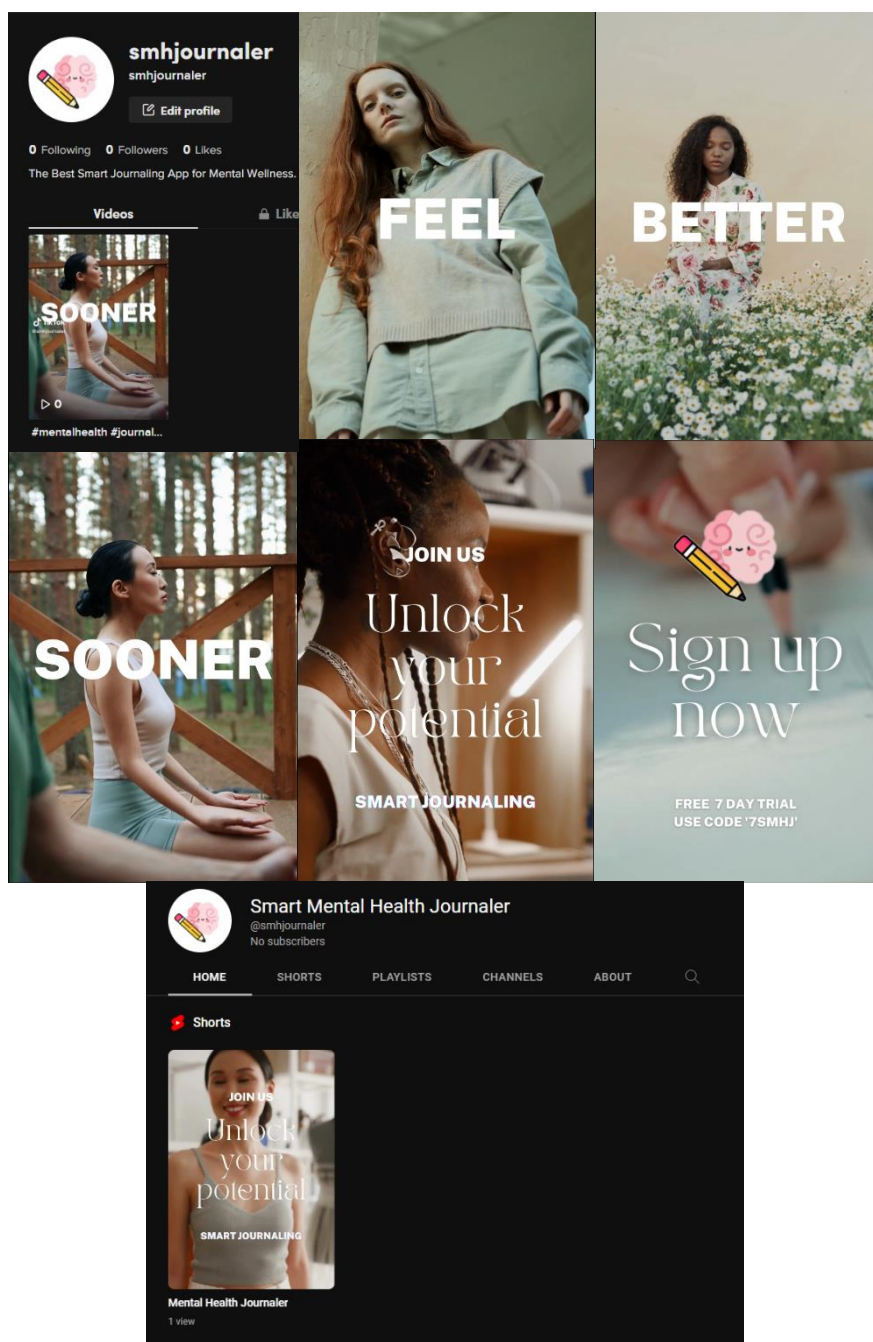 smhjournaler
smhjournaler
Edit profile
0 Following 0 Followers 0 Likes
The Best Smart Journaling App for Mental Wellness.
Videos
Like
SOONER
TikTok
0
#mentalhealth #journal...
FEEL
BETTER
SOONER
JOIN US
Unlock
your
potential
SMART JOURNALING
Sign up
now
FREE 7 DAY TRIAL
USE CODE '7SMHJ'
Smart Mental Health Journaler
@smhjournaler
No subscribers
HOME SHORTS PLAYLISTS CHANNELS ABOUT
Shorts
JOIN US
Unlock
your
potential
SMART JOURNALING
Mental Health Journaler
1 view